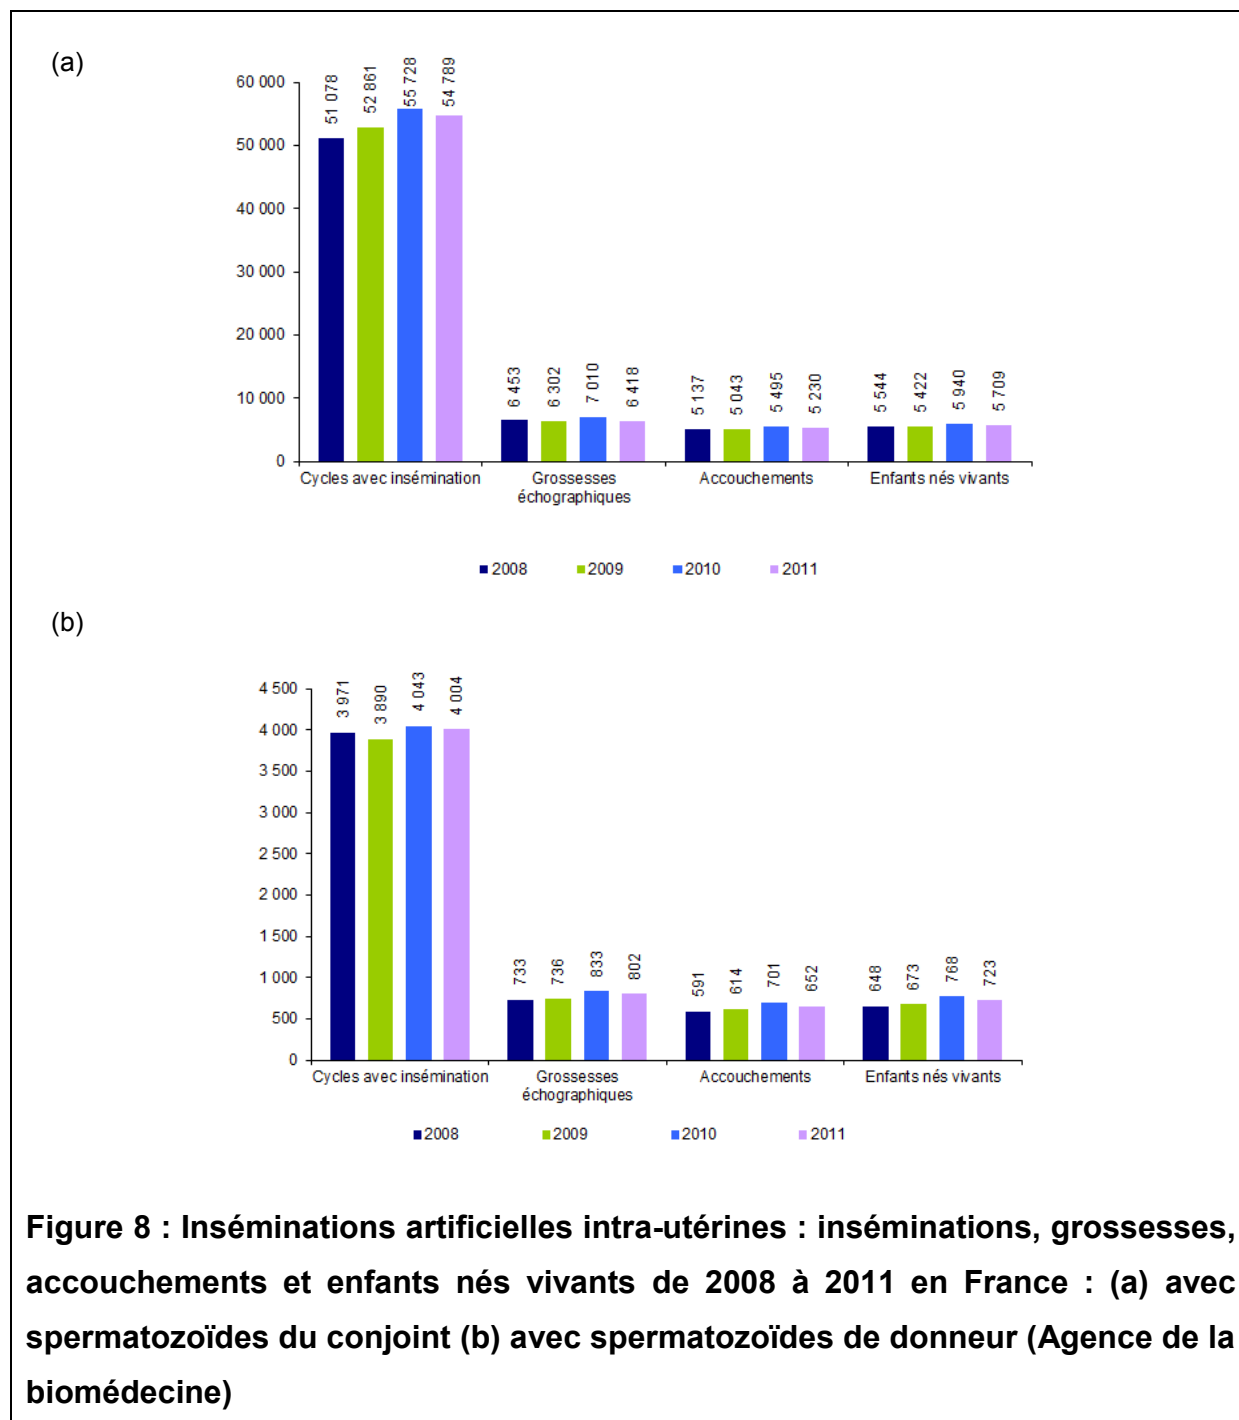 (a)
60 000
50 000
40 000
30 000
20 000
10 000
0
51 078
52 861
55 728
54 789
6 453
6 302
7 010
6 418
5 137
5 043
5 495
5 230
5 544
5 422
5 940
5 709
Cycles avec insémination
Grossesses
échographiques
Accouchements
Enfants nés vivants
2008 2009 2010 2011
(b)
4 500
4 000
3 500
3 000
2 500
2 000
1 500
1 000
500
0
3 971
3 890
4 043
4 004
733
736
833
802
591
614
701
652
648
673
768
723
Cycles avec insémination
Grossesses
échographiques
Accouchements
Enfants nés vivants
2008 2009 2010 2011
Figure 8 : Inséminations artificielles intra-utérines : inséminations, grossesses,
accouchements et enfants nés vivants de 2008 à 2011 en France : (a) avec
spermatozoïdes du conjoint (b) avec spermatozoïdes de donneur (Agence de la
biomédecine)